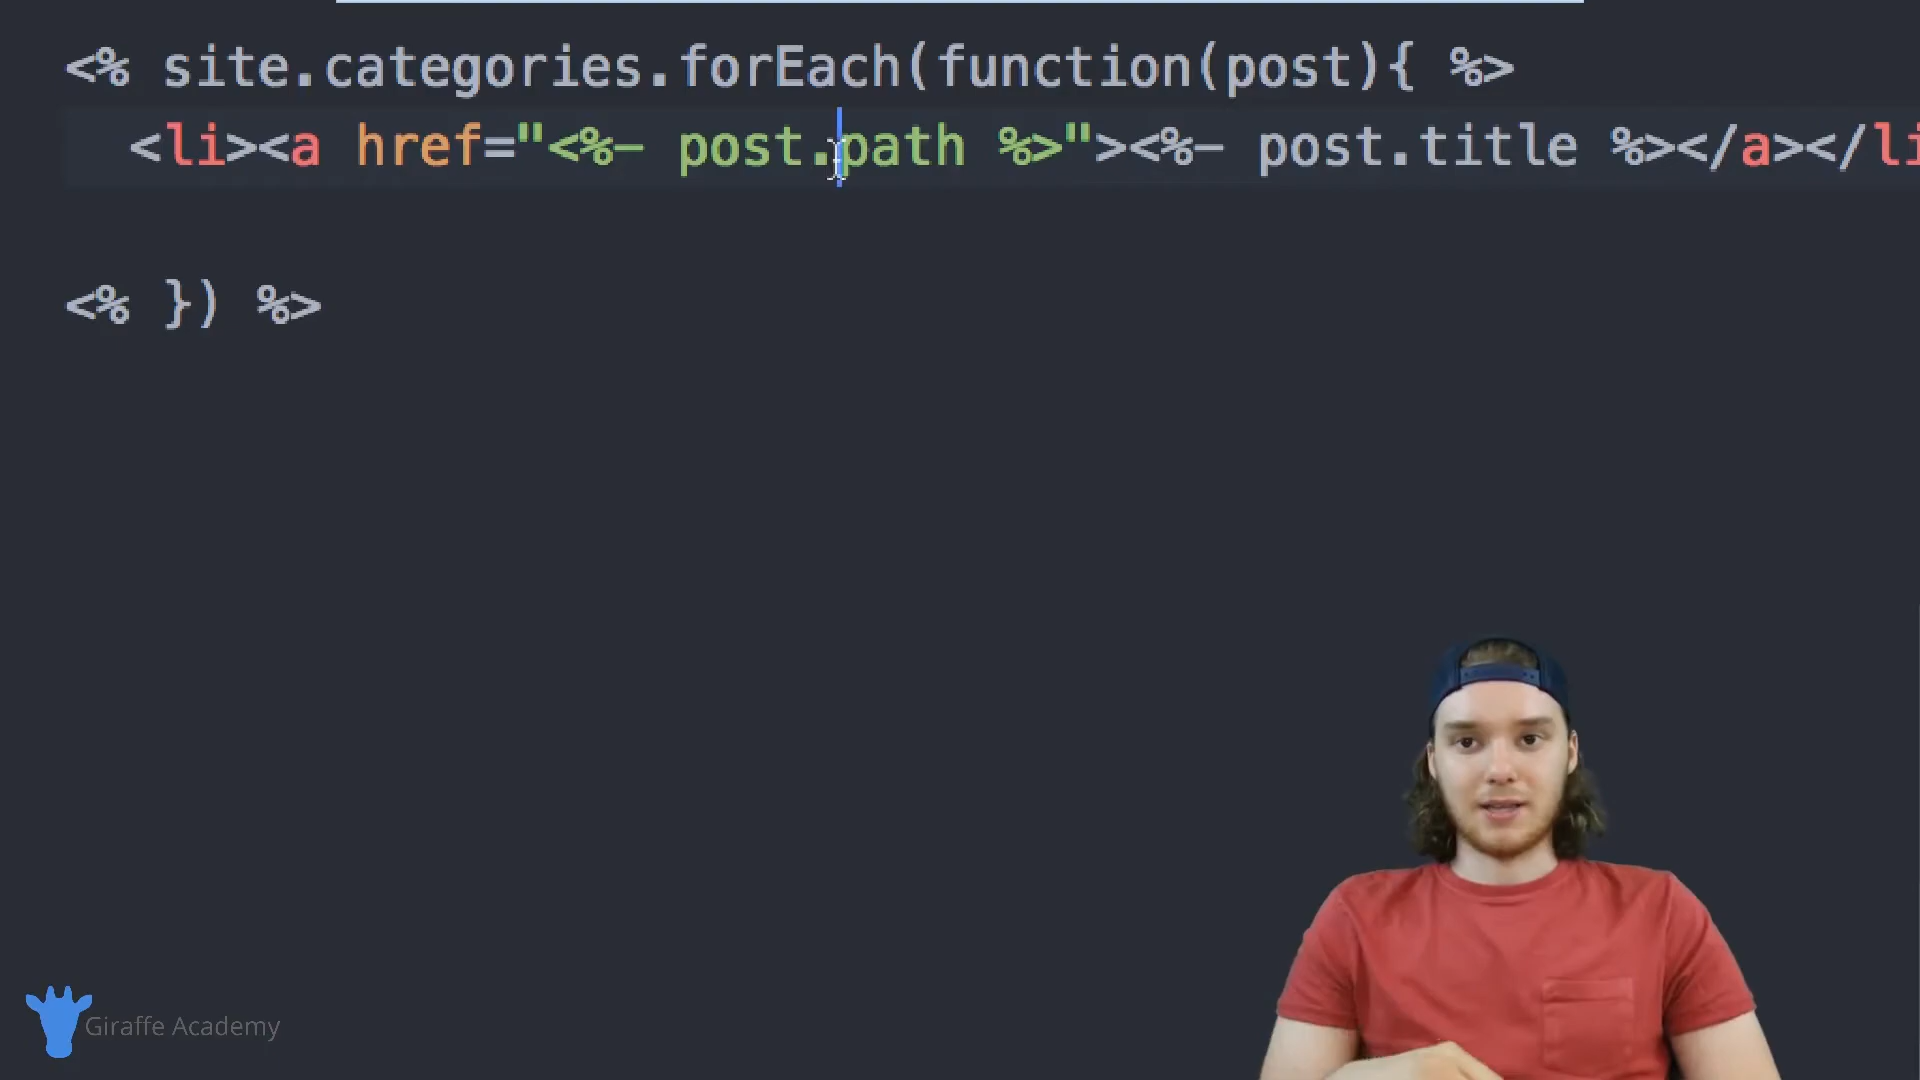 <% site.categories.forEach(function(post){ %>
<li><a href="<%- post.path %>"><%- post.title %></a></li
<% }) %>
Giraffe Academy